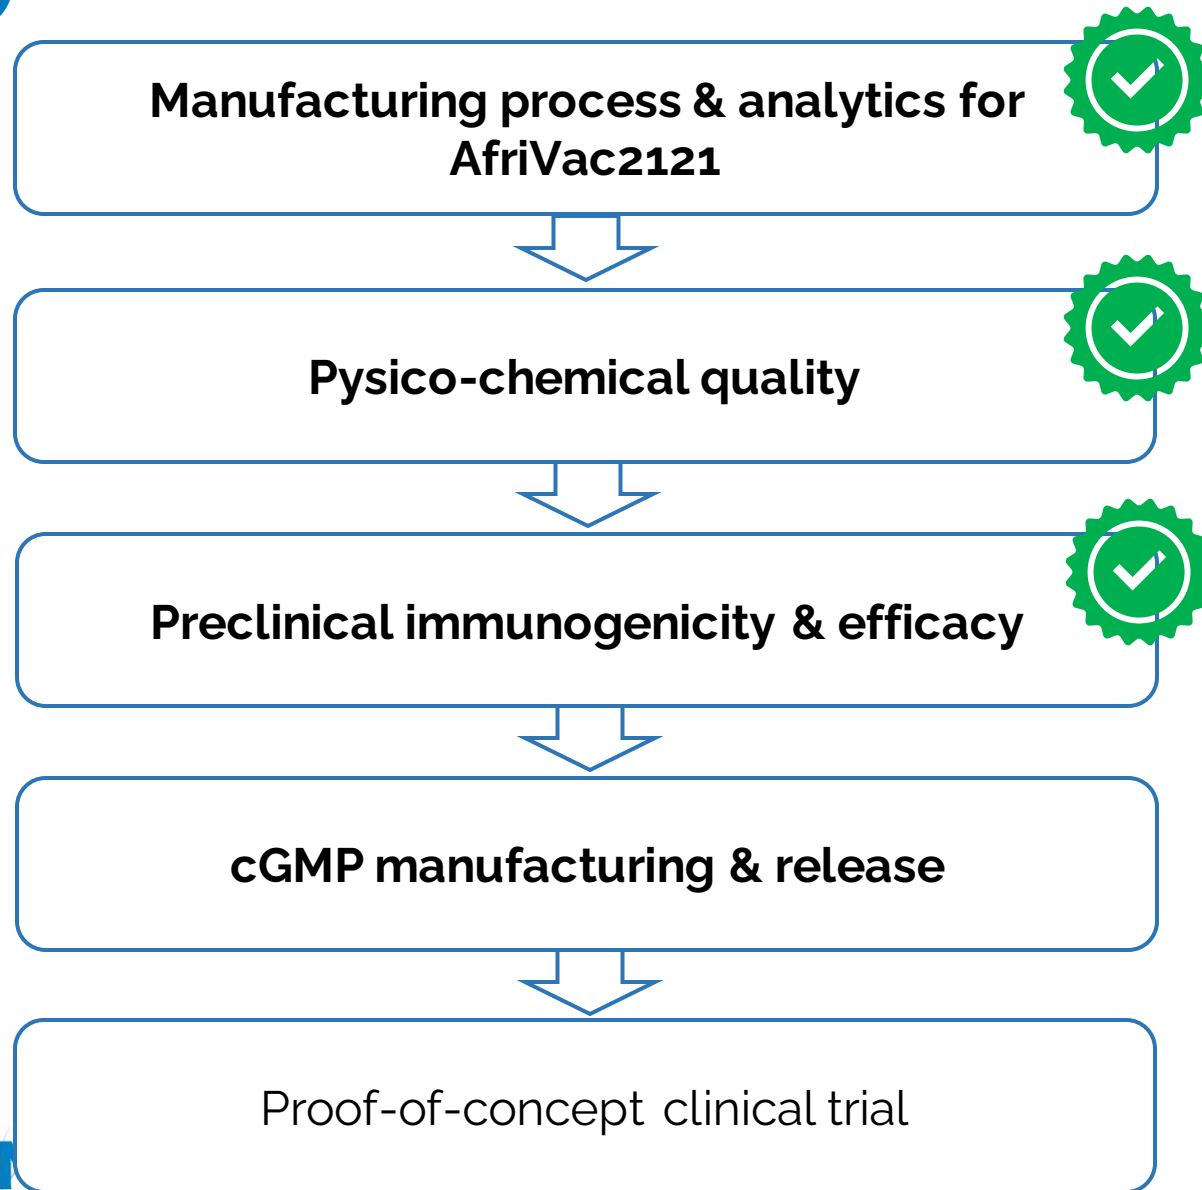 Manufacturing process & analytics for
AfriVac2121
Pysico-chemical quality
Preclinical immunogenicity & efficacy
cGMP manufacturing & release
Proof-of-concept clinical trial